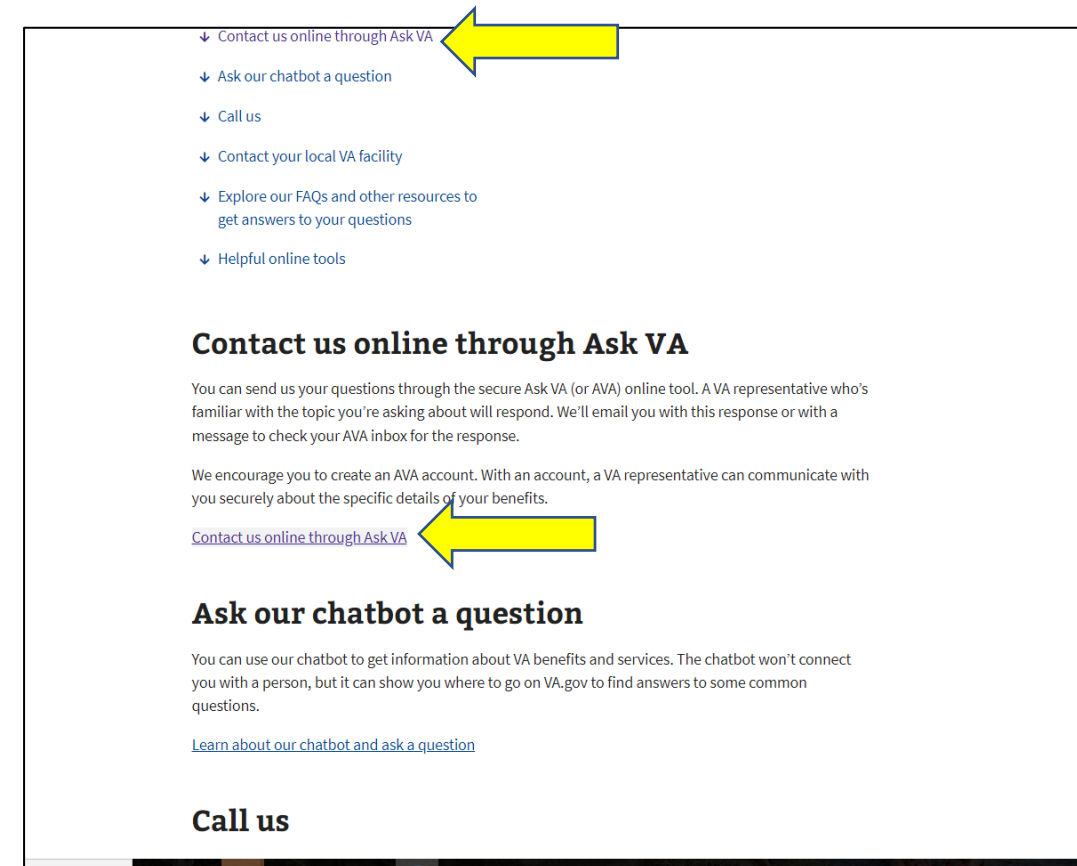 Contact us online through Ask VA
Ask our chatbot a question
Call us
Contact your local VA facility
Explore our FAQs and other resources to
get answers to your questions
Helpful online tools
Contact us online through Ask VA
You can send us your questions through the secure Ask VA (or AVA) online tool. A VA representative who’s
familiar with the topic you’re asking about will respond. We’ll email you with this response or with a
message to check your AVA inbox for the response.
We encourage you to create an AVA account. With an account, a VA representative can communicate with
you securely about the specific details of your benefits.
Contact us online through Ask VA
Ask our chatbot a question
You can use our chatbot to get information about VA benefits and services. The chatbot won’t connect
you with a person, but it can show you where to go on VA.gov to find answers to some common
questions.
Learn about our chatbot and ask a question
Call us